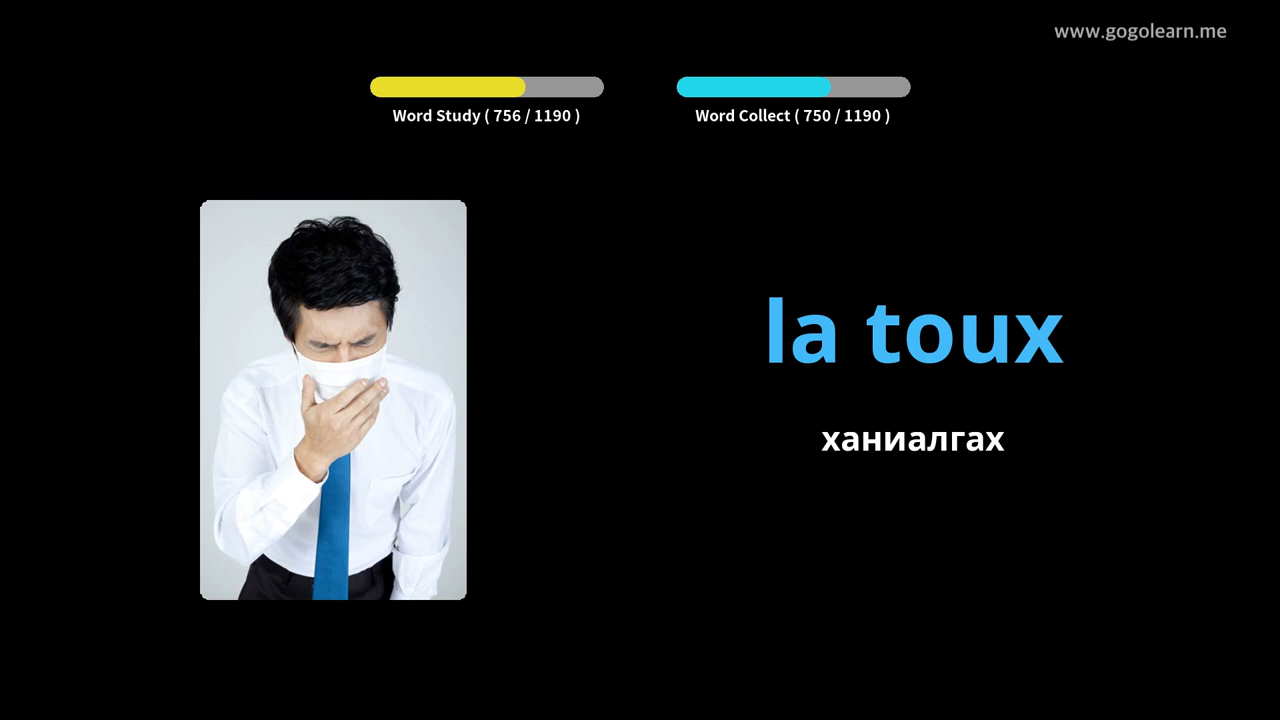 www.gogolearn.me
Word Study ( 756 / 1190 )
Word Collect ( 750 / 1190 )
la toux
ханиалгах